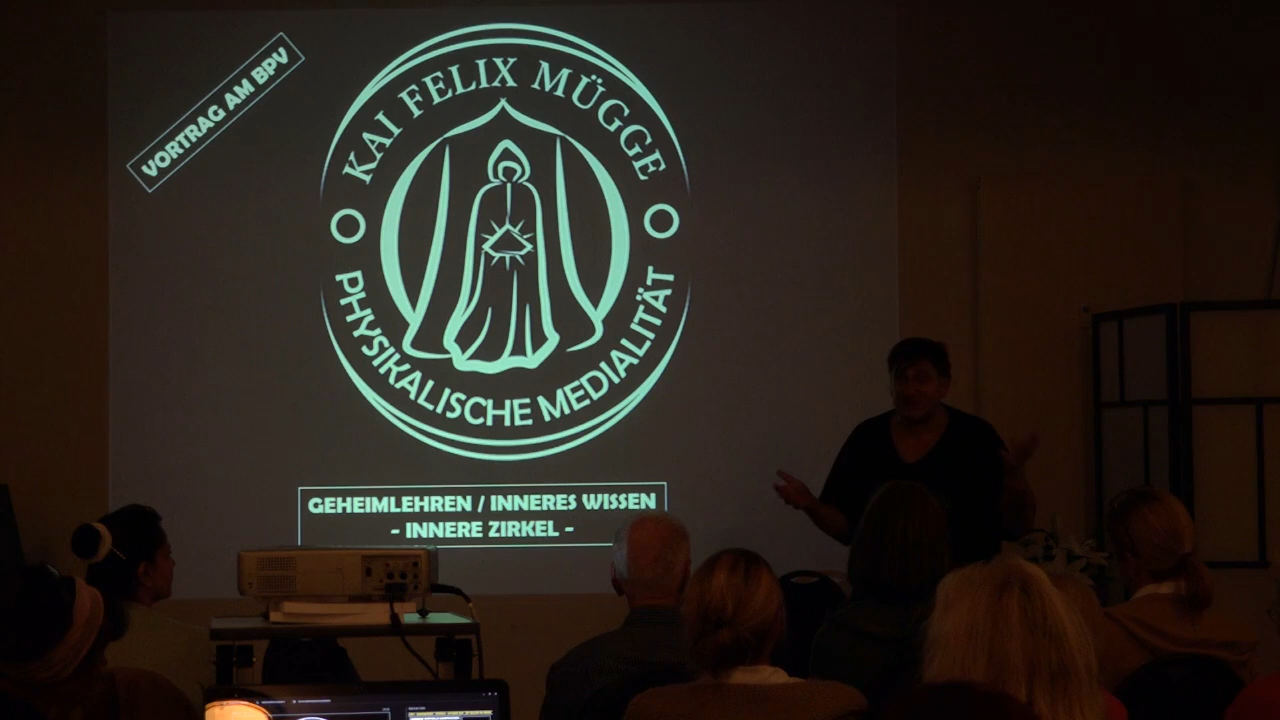 VORTRAG AM BPV
KAI FELIX MÜGGE
PHYSIKALISCHE MEDIALITÄT
GEHEIMLEHREN / INNERES WISSEN
- INNERE ZIRKEL -